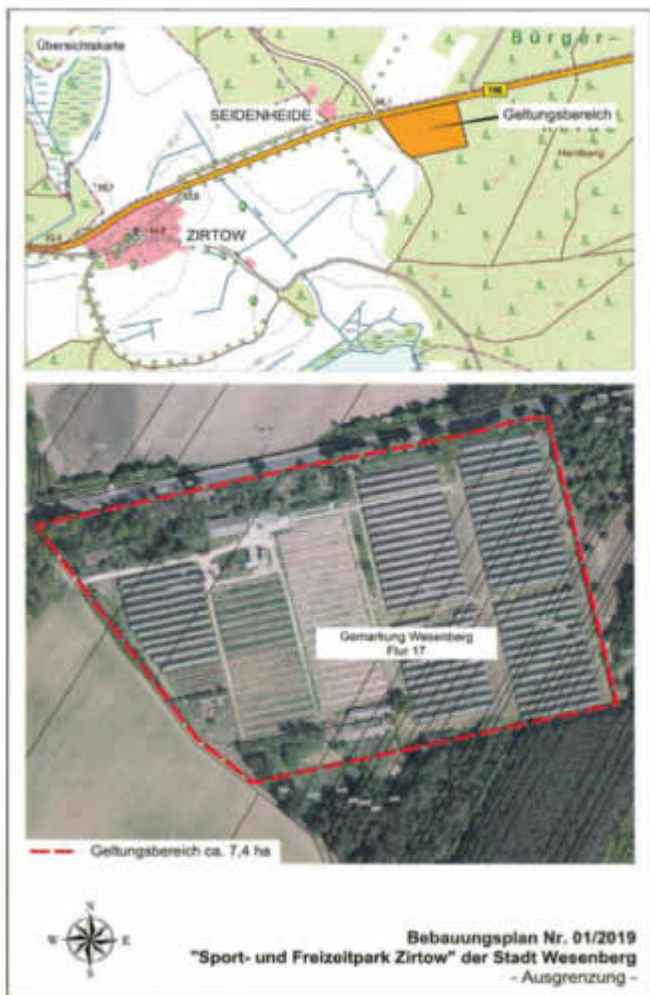 Übersichtskarte
Bürger-
198
SEIDENHEIDE
Geltungsbereich
ZIRTOW
Gemarkung Wesenberg
Flur 17
Geltungsbereich ca. 7,4 ha
N
W E
S
Bebauungsplan Nr. 01/2019
"Sport- und Freizeitpark Zirtow" der Stadt Wesenberg
- Ausgrenzung -